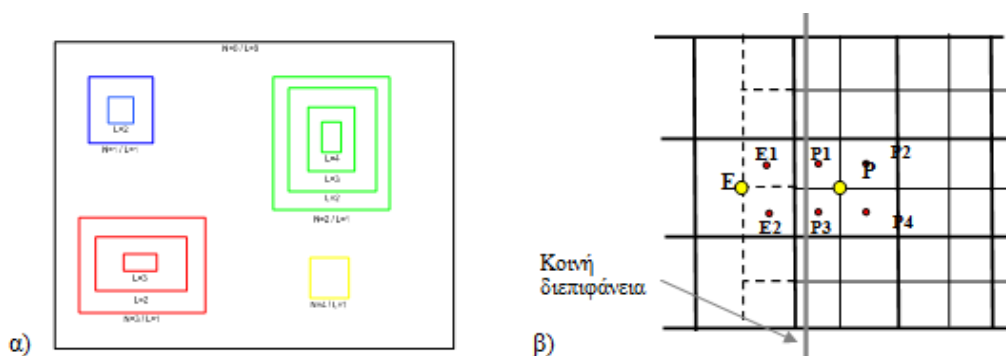 N=0 / L=0
L=2
N=1 / L=1
L=4
L=3
L=2
N=2 / L=1
L=3
L=2
N=3 / L=1
N=4 / L=1
α)
E1
P1
P2
E
P
E2
P3
P4
Κοινή
διεπιφάνεια
β)